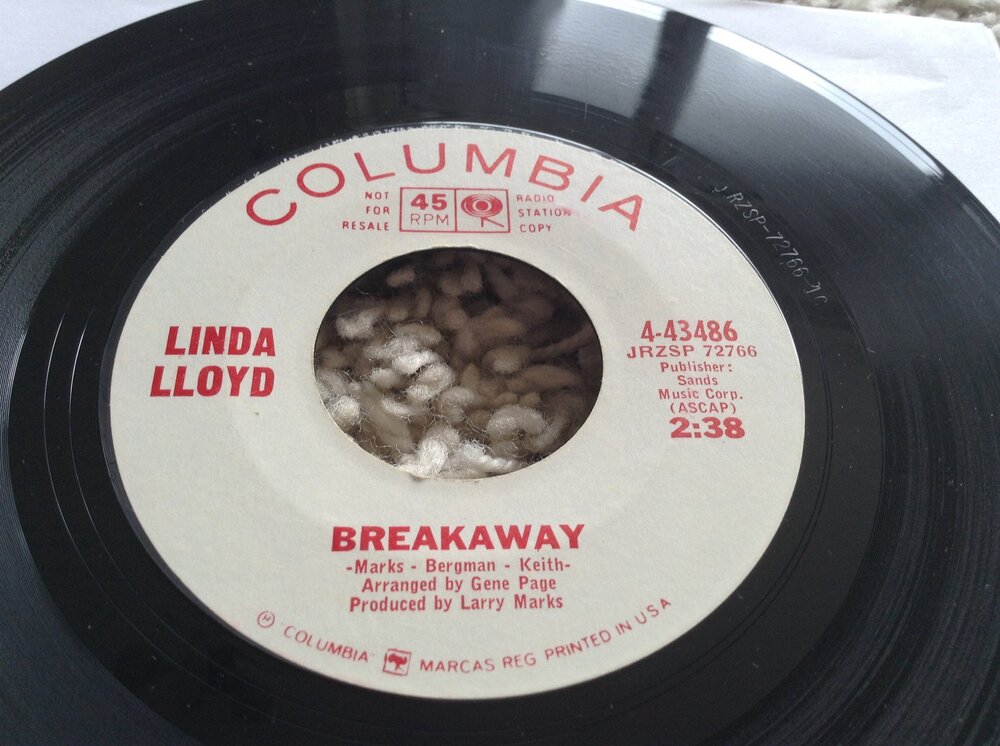 COLUMBIA
NOT
FOR
RESALE
45
RPM
RADIO
STATION
COPY
LINDA
LLOYD
4-43486
JRZSP 72766
Publisher:
Sands
Music Corp.
(ASCAP)
2:38
BREAKAWAY
-Marks - Bergman - Keith-
Arranged by Gene Page
Produced by Larry Marks
"COLUMBIA" MARCAS REG PRINTED IN U S A
JRZSP-72766-1C